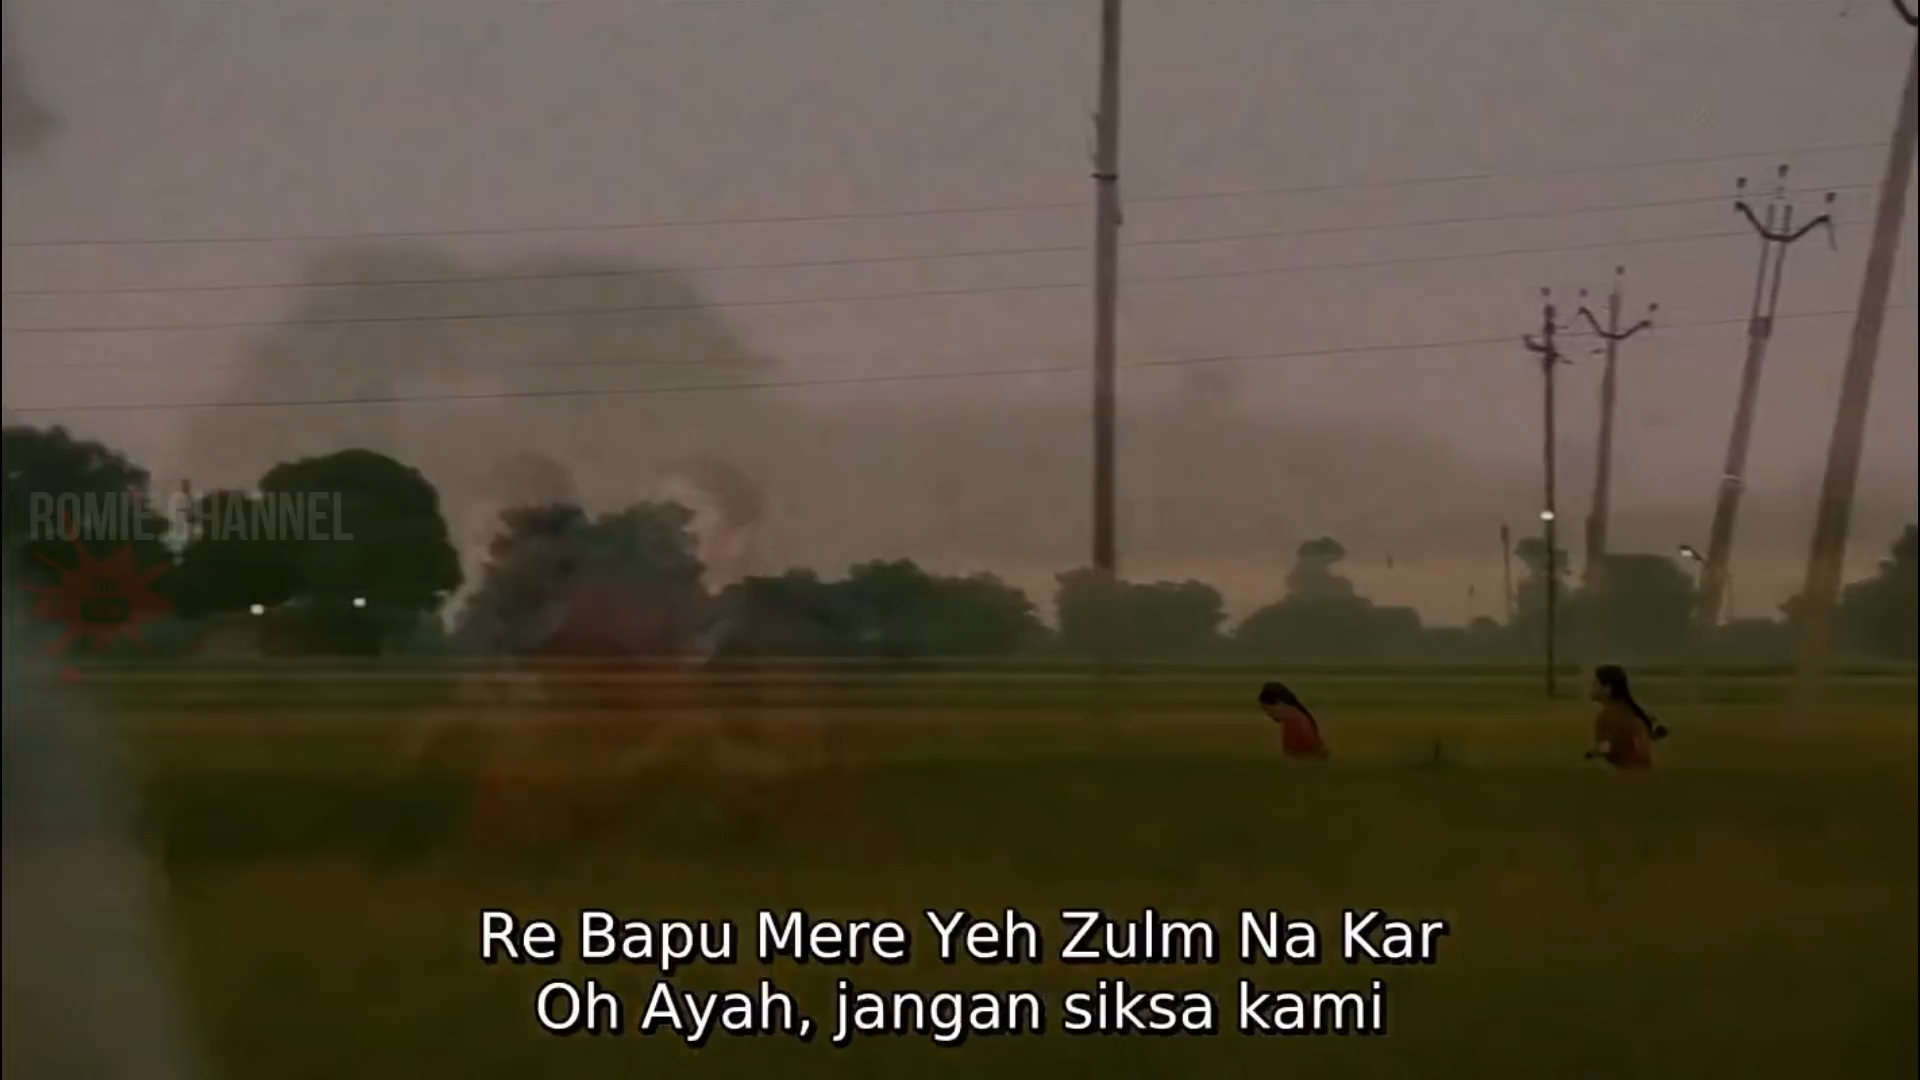 ROMIE CHANNEL
Re Bapu Mere Yeh Zulm Na Kar
Oh Ayah, jangan siksa kami